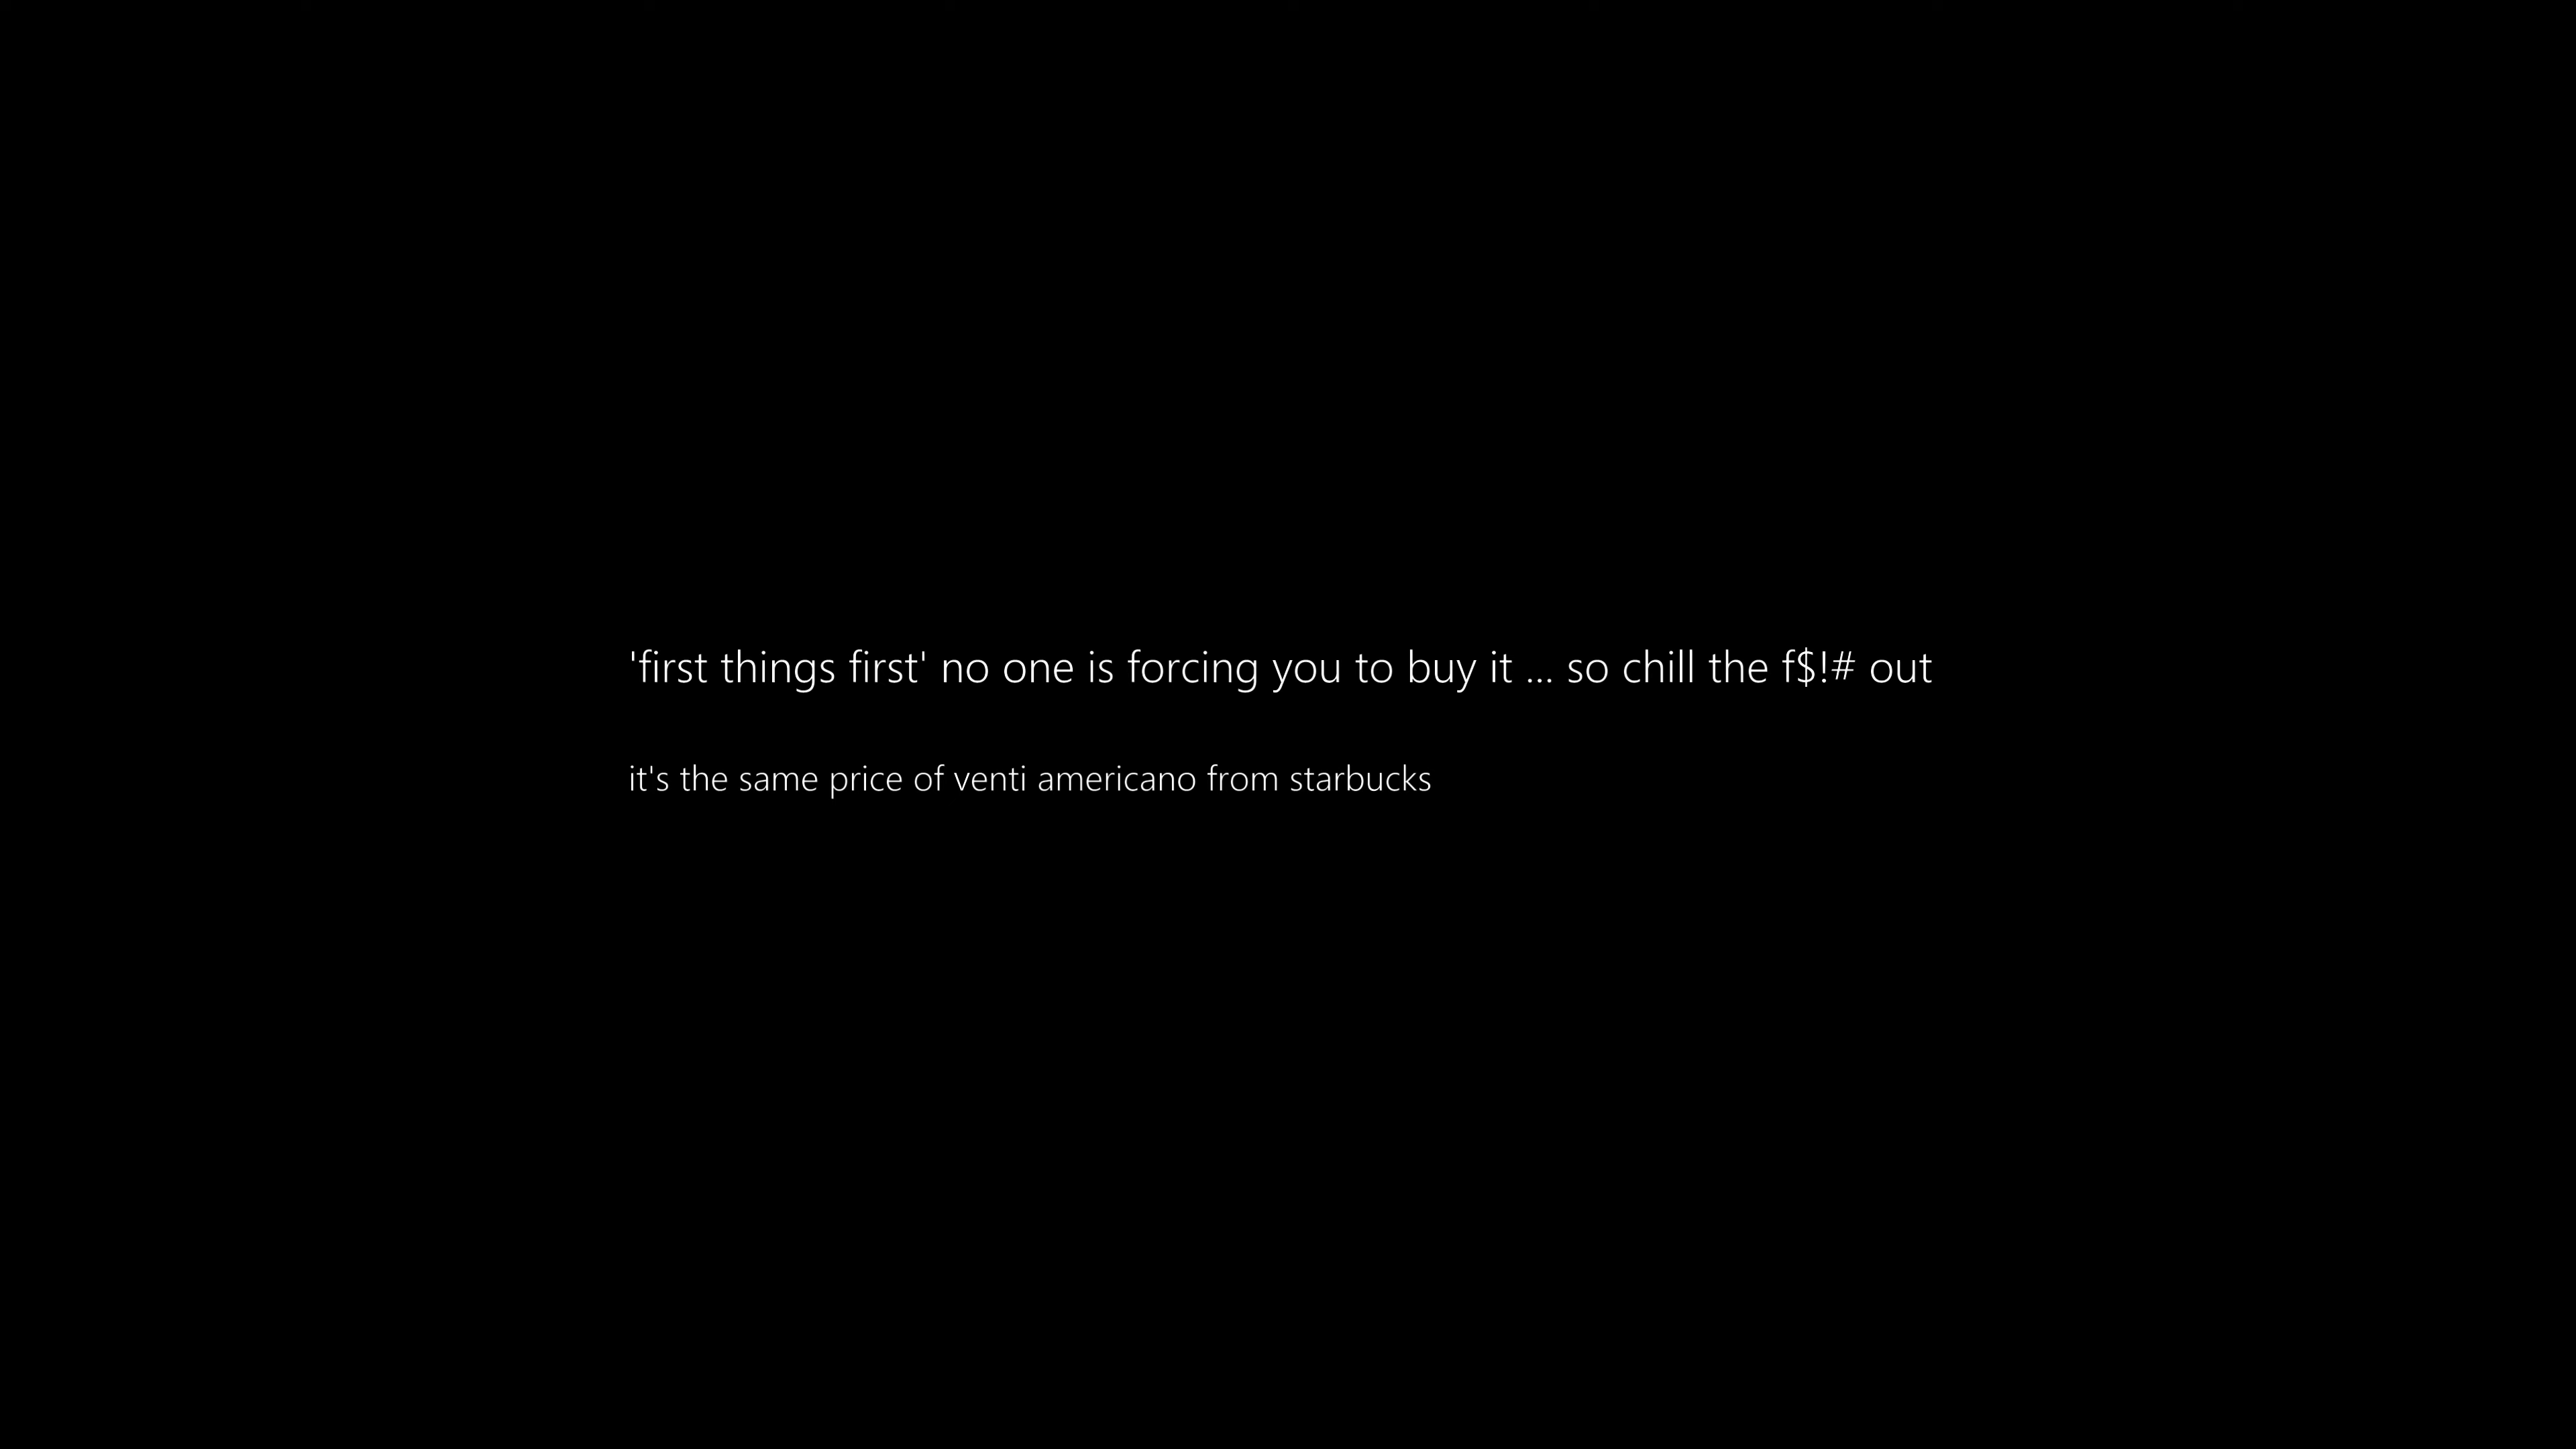 'first things first' no one is forcing you to buy it ... so chill the f$!# out
it's the same price of venti americano from starbucks